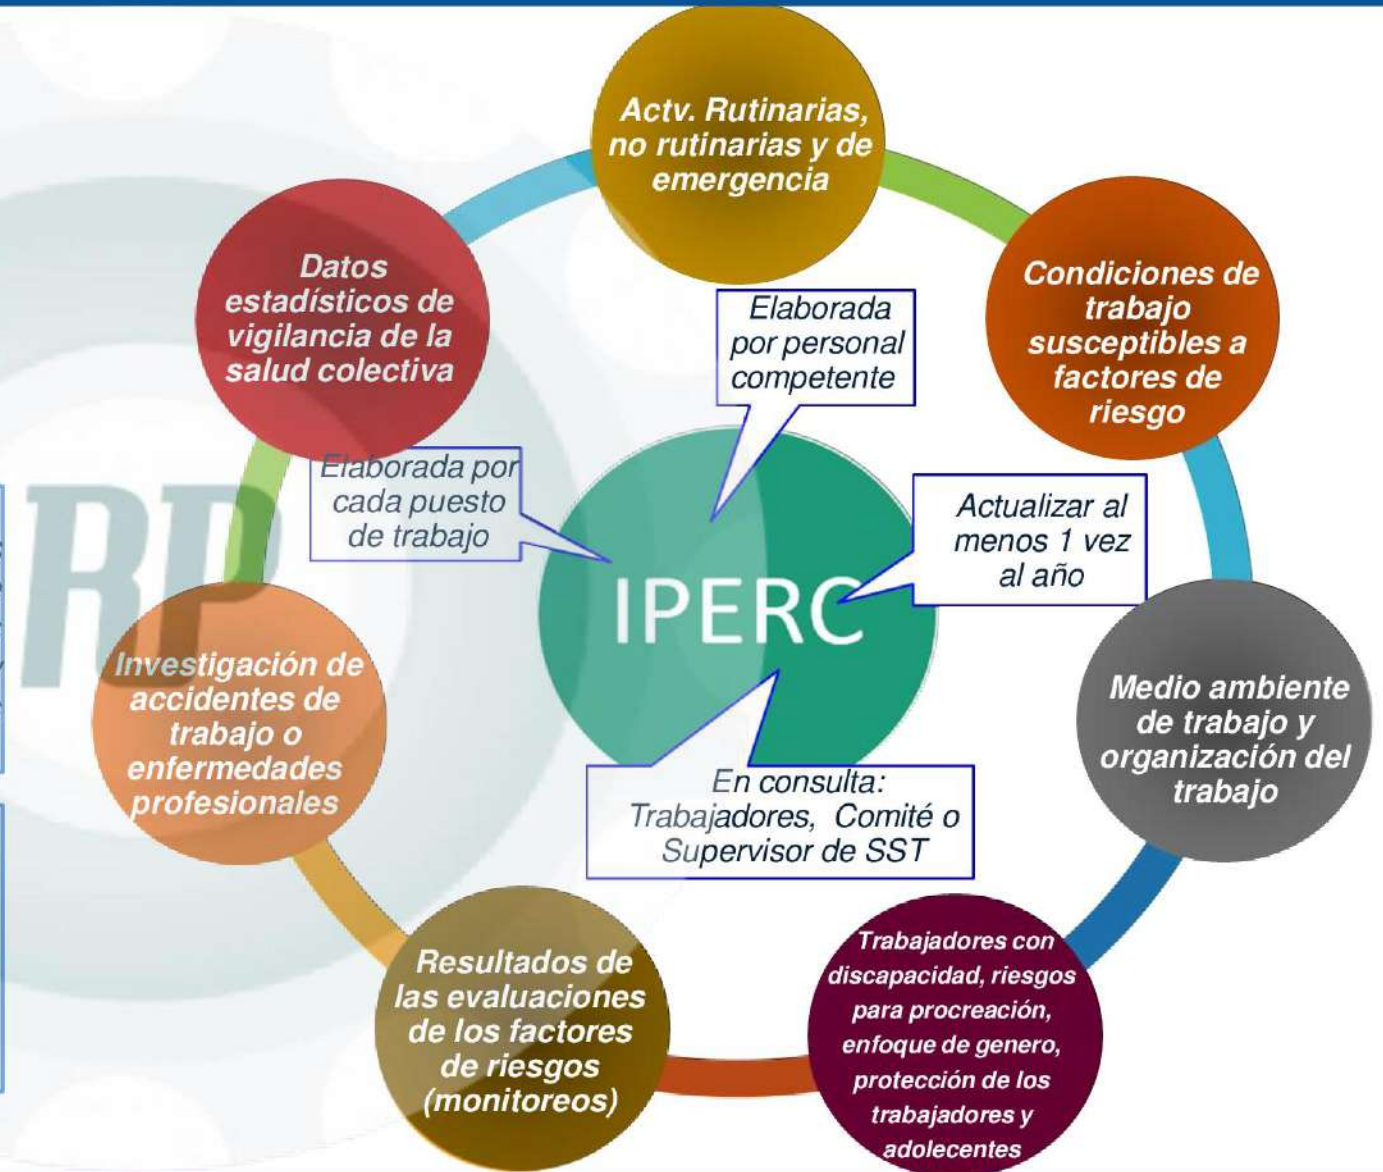 Actv. Rutinarias,
no rutinarias y de
emergencia
Condiciones de
trabajo
susceptibles a
factores de
riesgo
Medio ambiente
de trabajo y
organización del
trabajo
Trabajadores con
discapacidad, riesgos
para procreación,
enfoque de genero,
protección de los
trabajadores y
adolecentes
Resultados de
las evaluaciones
de los factores
de riesgos
(monitoreos)
Investigación de
accidentes de
trabajo o
enfermedades
profesionales
Datos
estadísticos de
vigilancia de la
salud colectiva
Elaborada
por personal
competente
Elaborada por
cada puesto
de trabajo
Actualizar al
menos 1 vez
al año
IPERC
En consulta:
Trabajadores, Comité o
Supervisor de SST
RP